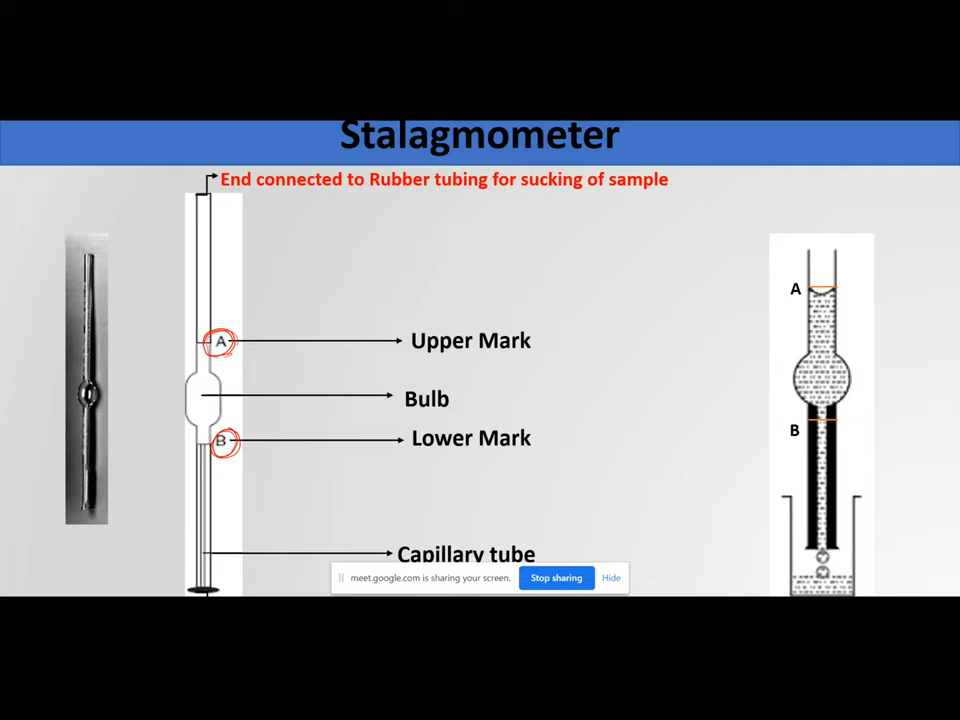 Stalagmometer
End connected to Rubber tubing for sucking of sample
A
Upper Mark
Bulb
B
Lower Mark
Capillary tube
A
B
meet.google.com is sharing your screen.
Stop sharing
Hide